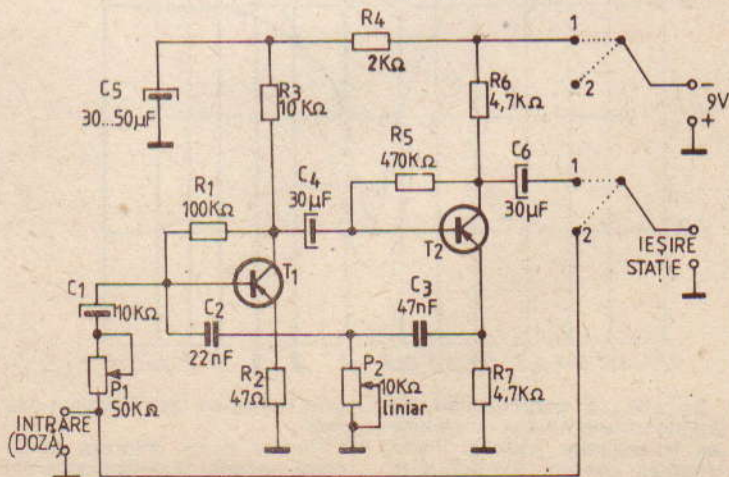 R4
2KΩ
1
2
C5
30...50µF
R3
10KΩ
R6
4,7KΩ
–
9V
+
R5
470KΩ
C6
30µF
1
2
R1
100KΩ
C4
30µF
T2
IEŞIRE
STAŢIE
T1
C1
10KΩ
C2
22nF
C3
47nF
P1
50KΩ
R2
47Ω
P2
10KΩ
liniar
R7
4,7KΩ
INTRARE
(DOZĂ)